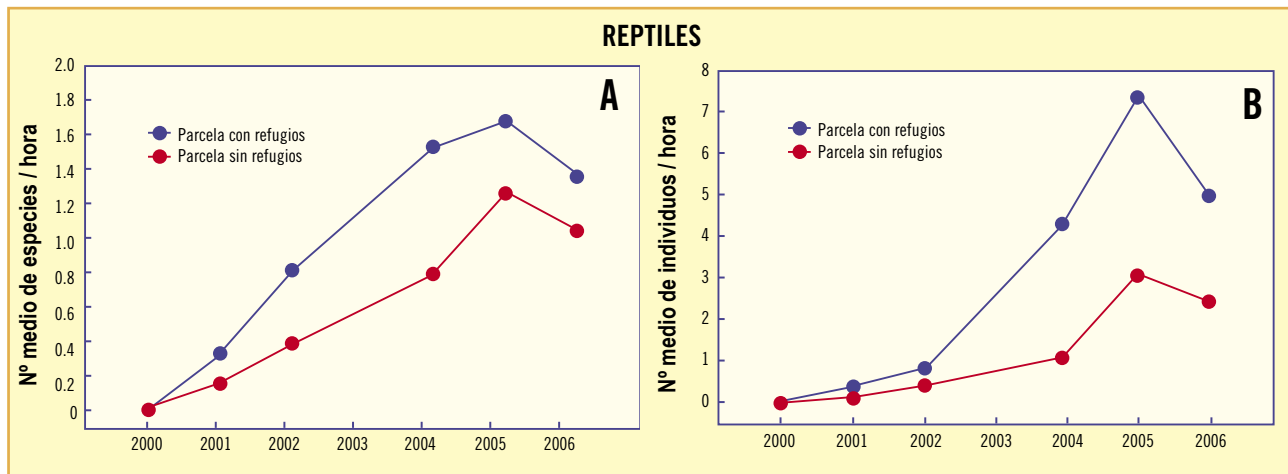 REPTILES
A
Nº medio de especies / hora
2.0
1.8
1.6
1.4
1.2
1.0
0.8
0.6
0.4
0.2
0
Parcela con refugios
Parcela sin refugios
2000 2001 2002 2003 2004 2005 2006
B
Nº medio de individuos / hora
8
7
6
5
4
3
2
1
0
Parcela con refugios
Parcela sin refugios
2000 2001 2002 2003 2004 2005 2006